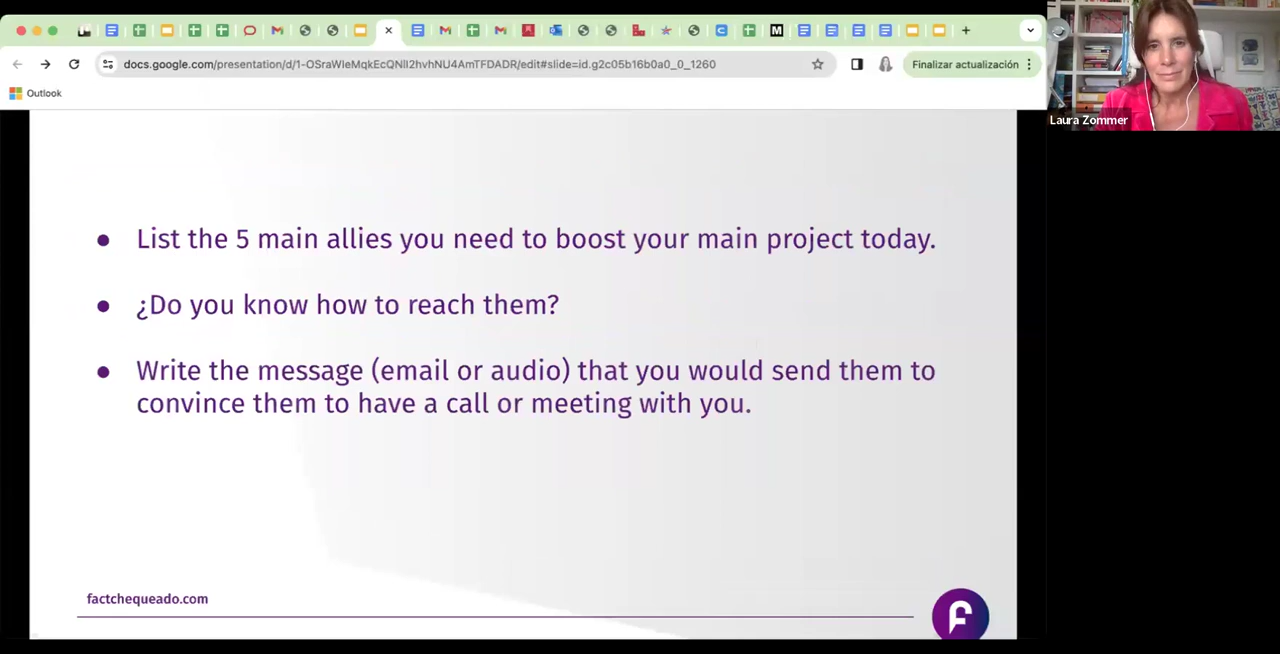 docs.google.com/presentation/d/1-OSraWIeMqkEcQNlI2hvhNU4AmTFDADR/edit#slide=id.g2c05b16b0a0_0_1260
Finalizar actualización
Outlook
Laura Zommer
● List the 5 main allies you need to boost your main project today.
● ¿Do you know how to reach them?
● Write the message (email or audio) that you would send them to
convince them to have a call or meeting with you.
factchequeado.com